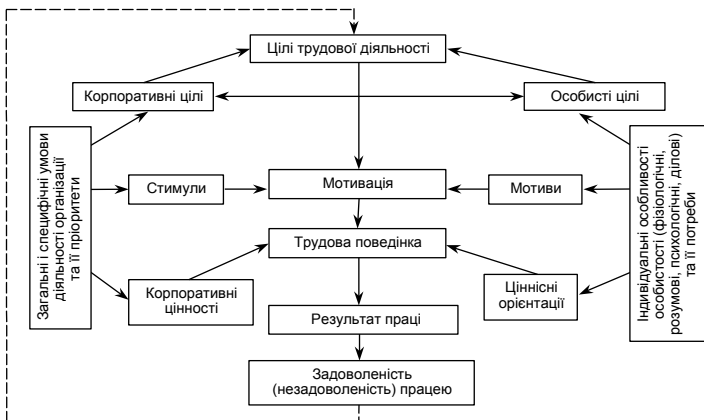 Цілі трудової діяльності
Корпоративні цілі
Особисті цілі
Загальні і специфічні умови
діяльності організації
та її пріоритети
Стимули
Мотивація
Мотиви
Індивідуальні особливості
особистості (фізіологічні,
розумові, психологічні, ділові)
та її потреби
Трудова поведінка
Корпоративні
цінності
Ціннісні
орієнтації
Результат праці
Задоволеність
(незадоволеність) працею